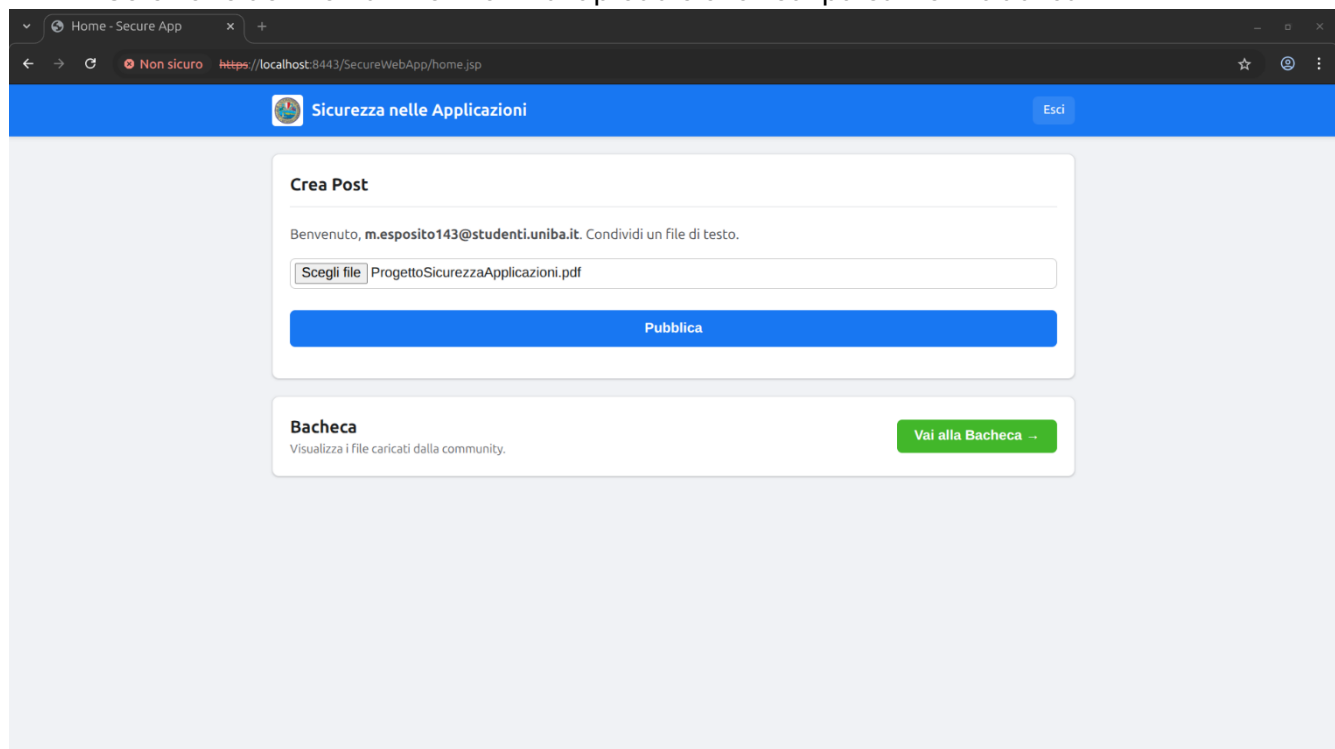 Home - Secure App
Non sicuro https://localhost:8443/SecureWebApp/home.jsp
Sicurezza nelle Applicazioni
Esci
Crea Post
Benvenuto, m.esposito143@studenti.uniba.it. Condividi un file di testo.
Scegli file ProgettoSicurezzaApplicazioni.pdf
Pubblica
Bacheca
Visualizza i file caricati dalla community.
Vai alla Bacheca →